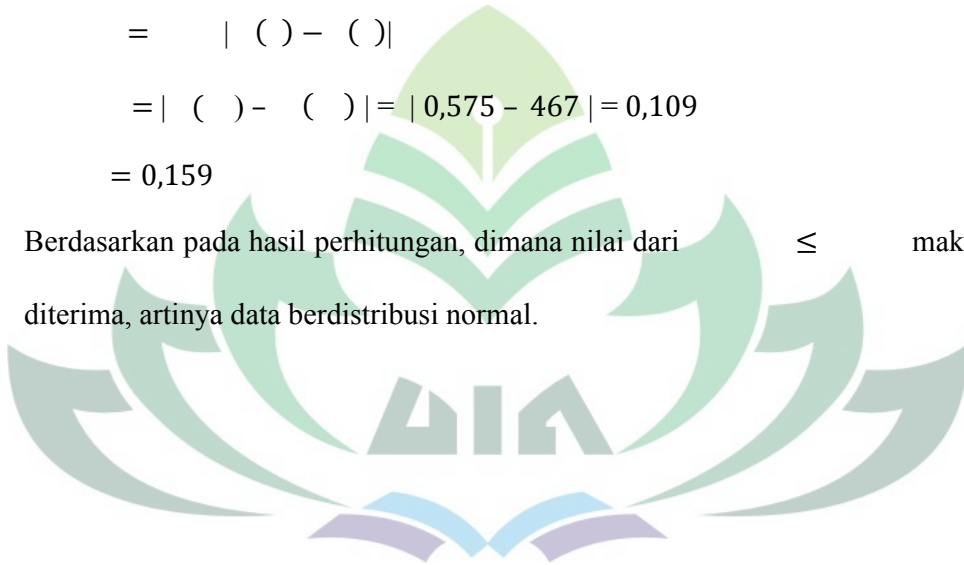 = | ( ) – ( )|
= | ( ) – ( ) | = | 0,575 – 467 | = 0,109
= 0,159
Berdasarkan pada hasil perhitungan, dimana nilai dari ≤ mak
diterima, artinya data berdistribusi normal.
UIN